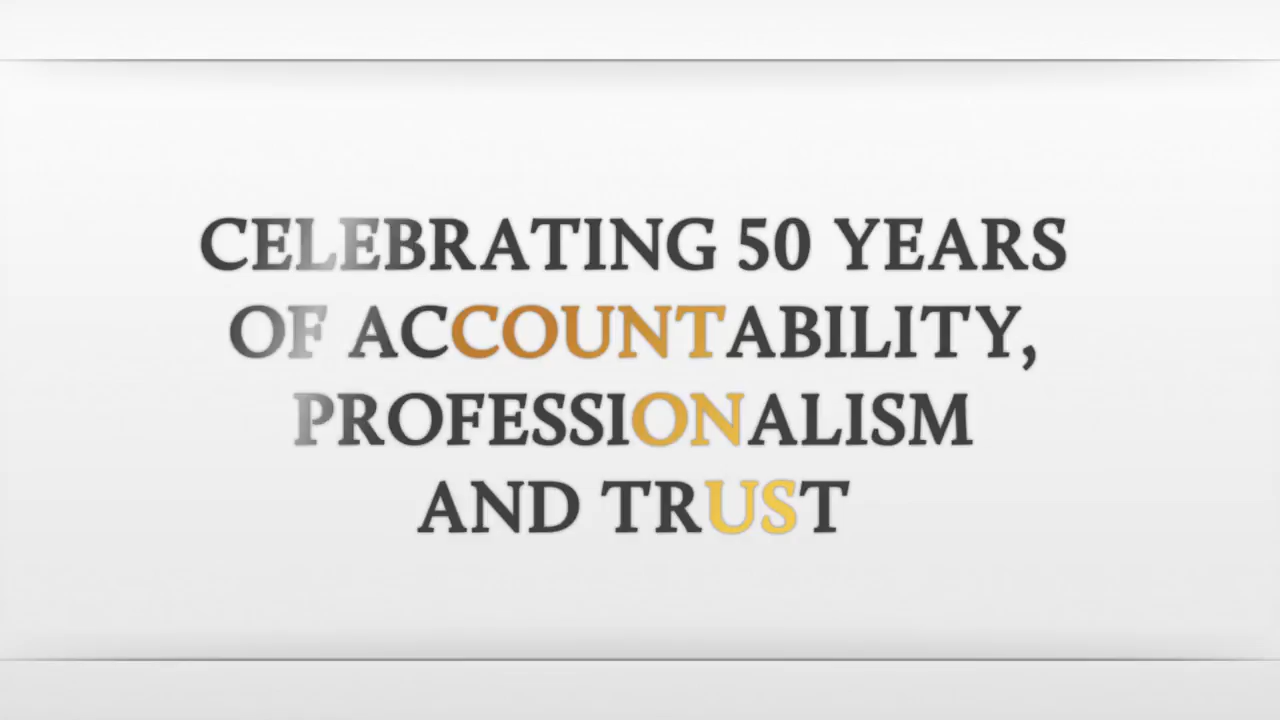 CELEBRATING 50 YEARS
OF ACCOUNTABILITY,
PROFESSIONALISM
AND TRUST